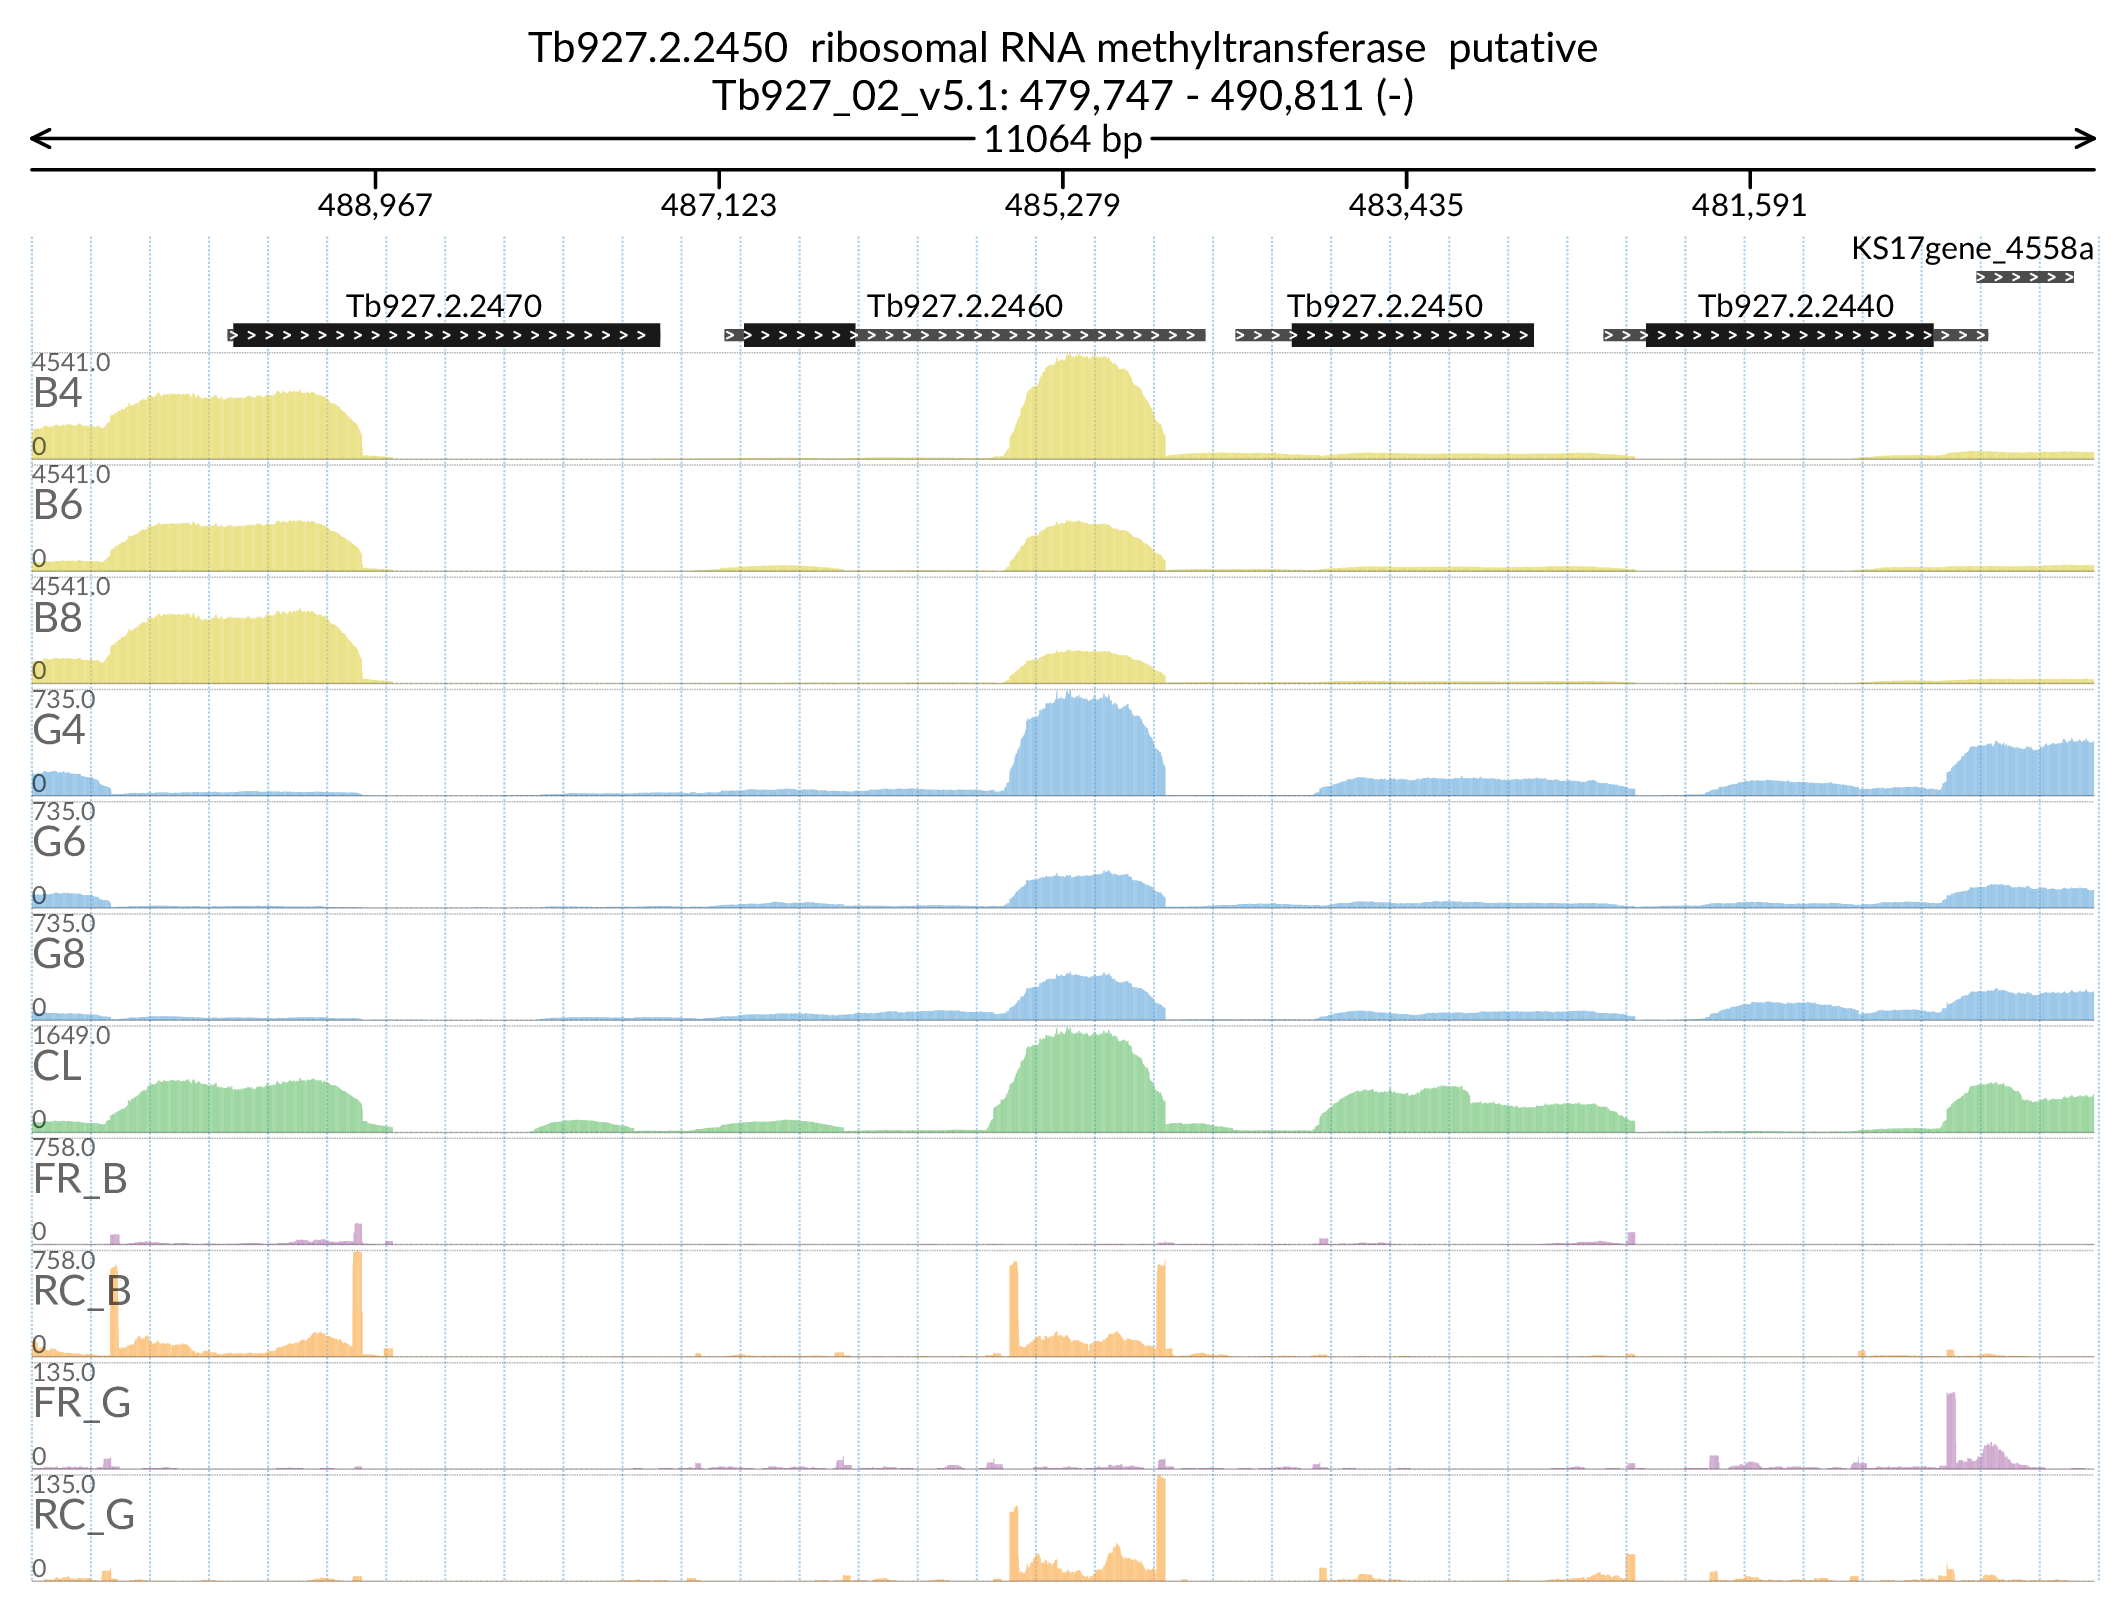 Tb927.2.2450  ribosomal RNA methyltransferase  putative
Tb927_02_v5.1: 479,747 - 490,811 (-)
11064 bp
488,967 487,123 485,279 483,435 481,591
KS17gene_4558a
Tb927.2.2470 Tb927.2.2460 Tb927.2.2450 Tb927.2.2440
4541.0
B4
0
4541.0
B6
0
4541.0
B8
0
735.0
G4
0
735.0
G6
0
735.0
G8
0
1649.0
CL
0
758.0
FR_B
0
758.0
RC_B
0
135.0
FR_G
0
135.0
RC_G
0